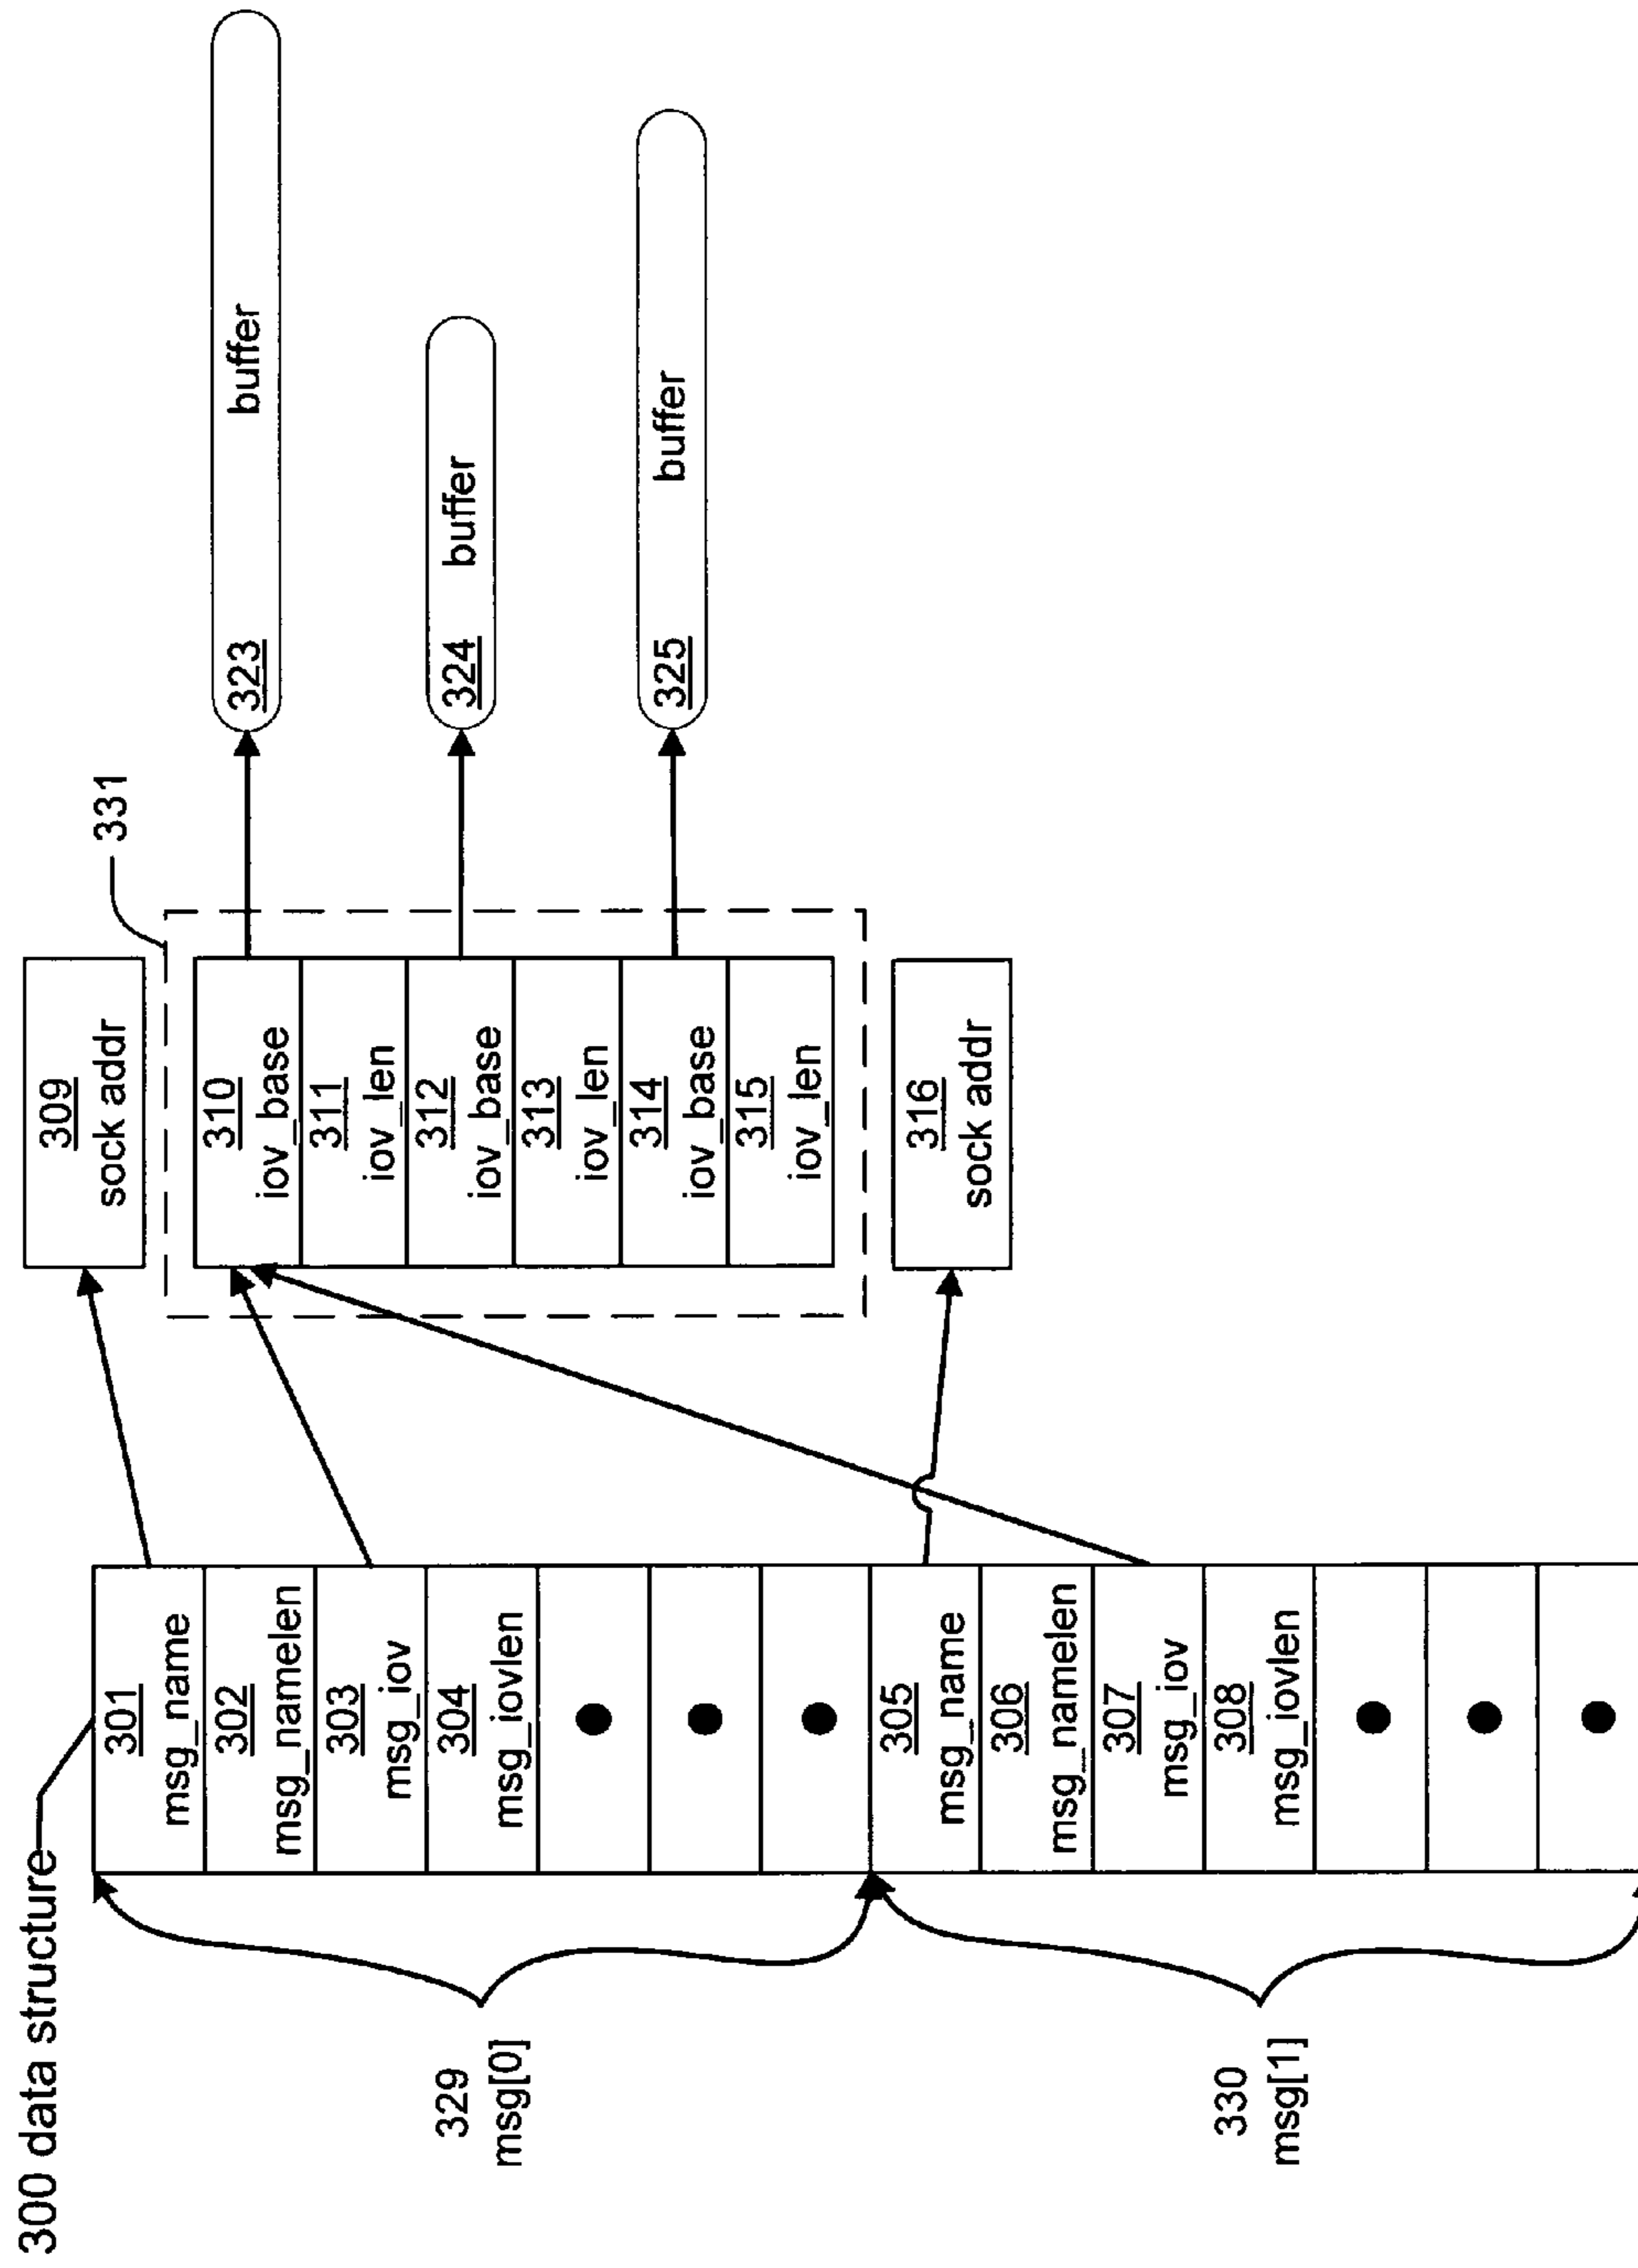 300 data structure
329
msg[0]
330
msg[1]
301
msg_name
302
msg_namelen
303
msg_iov
304
msg_iovlen
305
msg_name
306
msg_namelen
307
msg_iov
308
msg_iovlen
309
sock addr
331
310
iov_base
311
iov_len
312
iov_base
313
iov_len
314
iov_base
315
iov_len
316
sock addr
323 buffer
324 buffer
325 buffer